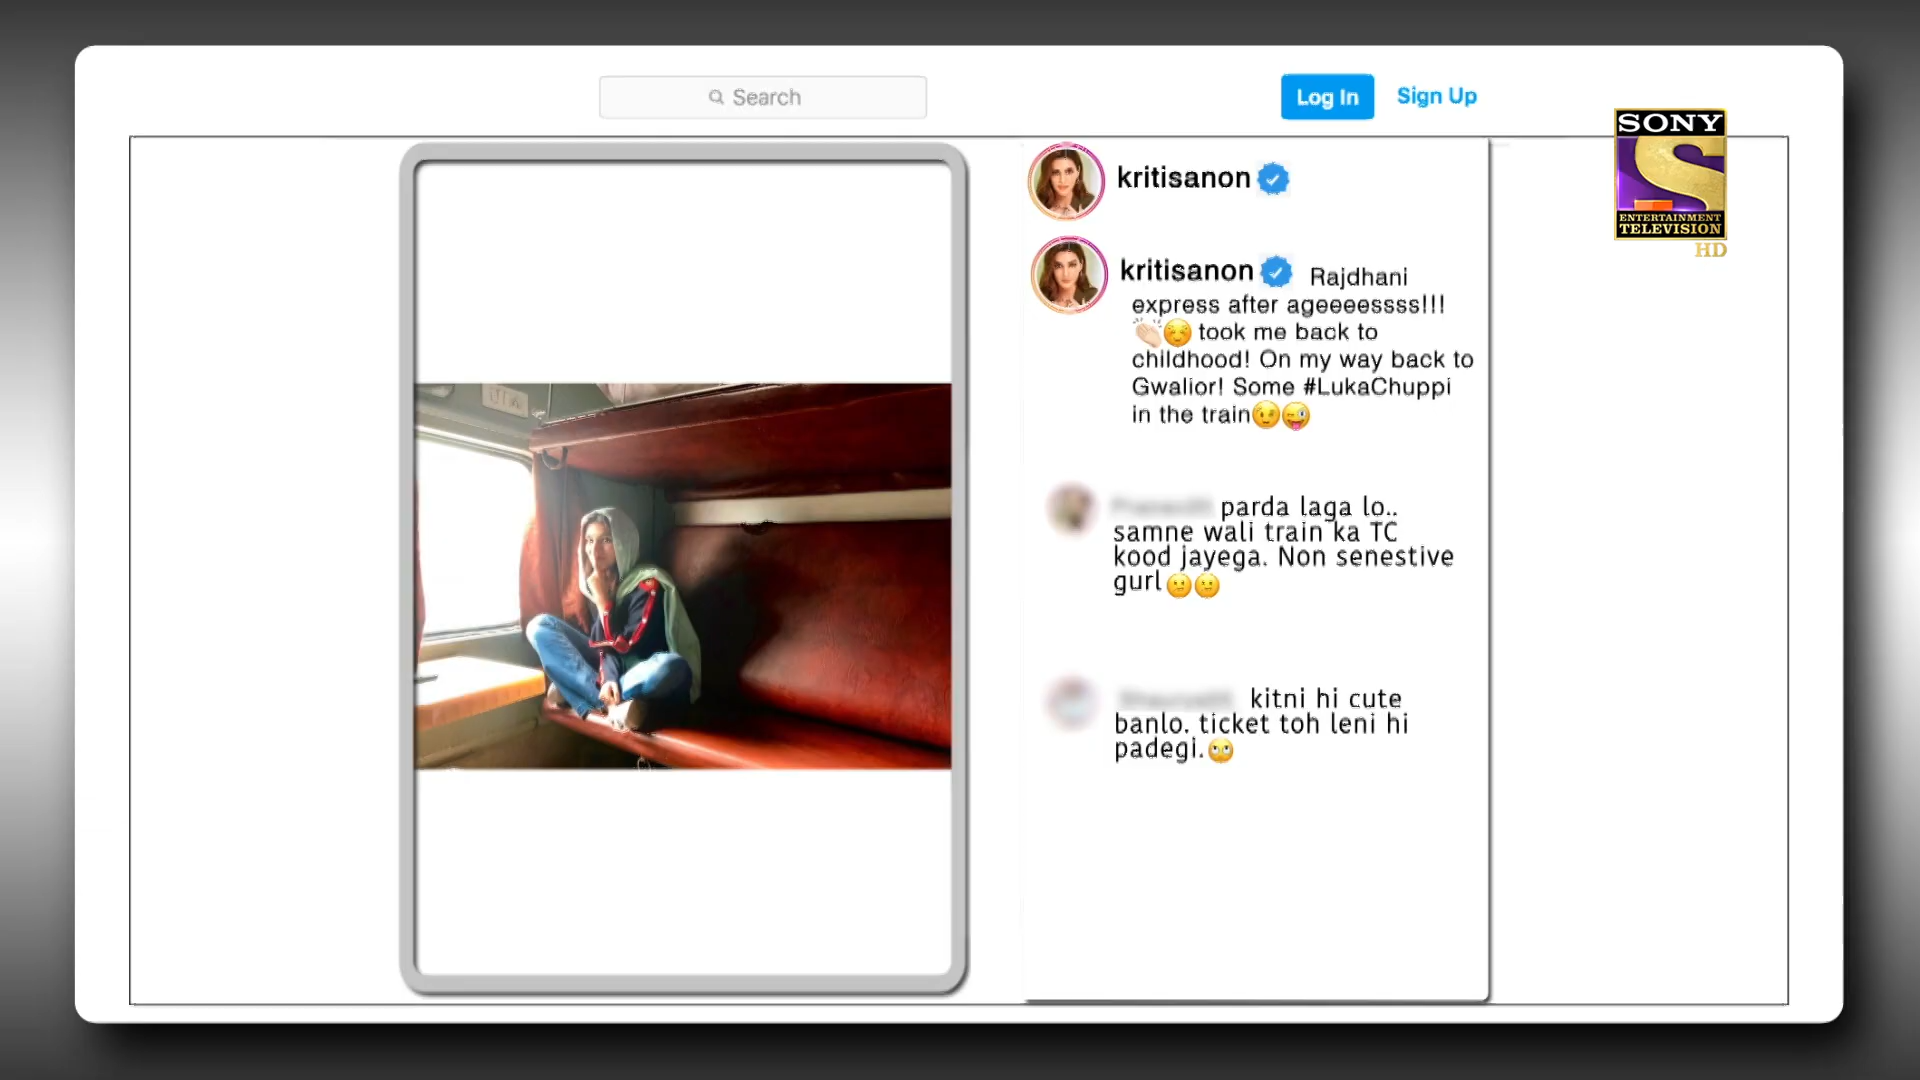 Search
Log In
Sign Up
SONY
ENTERTAINMENT
TELEVISION
HD
kritisanon
kritisanon Rajdhani
express after ageeeessss!!!
👏🏻☺️ took me back to
childhood! On my way back to
Gwalior! Some #LukaChuppi
in the train😉😜
parda laga lo..
samne wali train ka TC
kood jayega. Non senestive
gurl😐😐
kitni hi cute
banlo. ticket toh leni hi
padegi.🙄